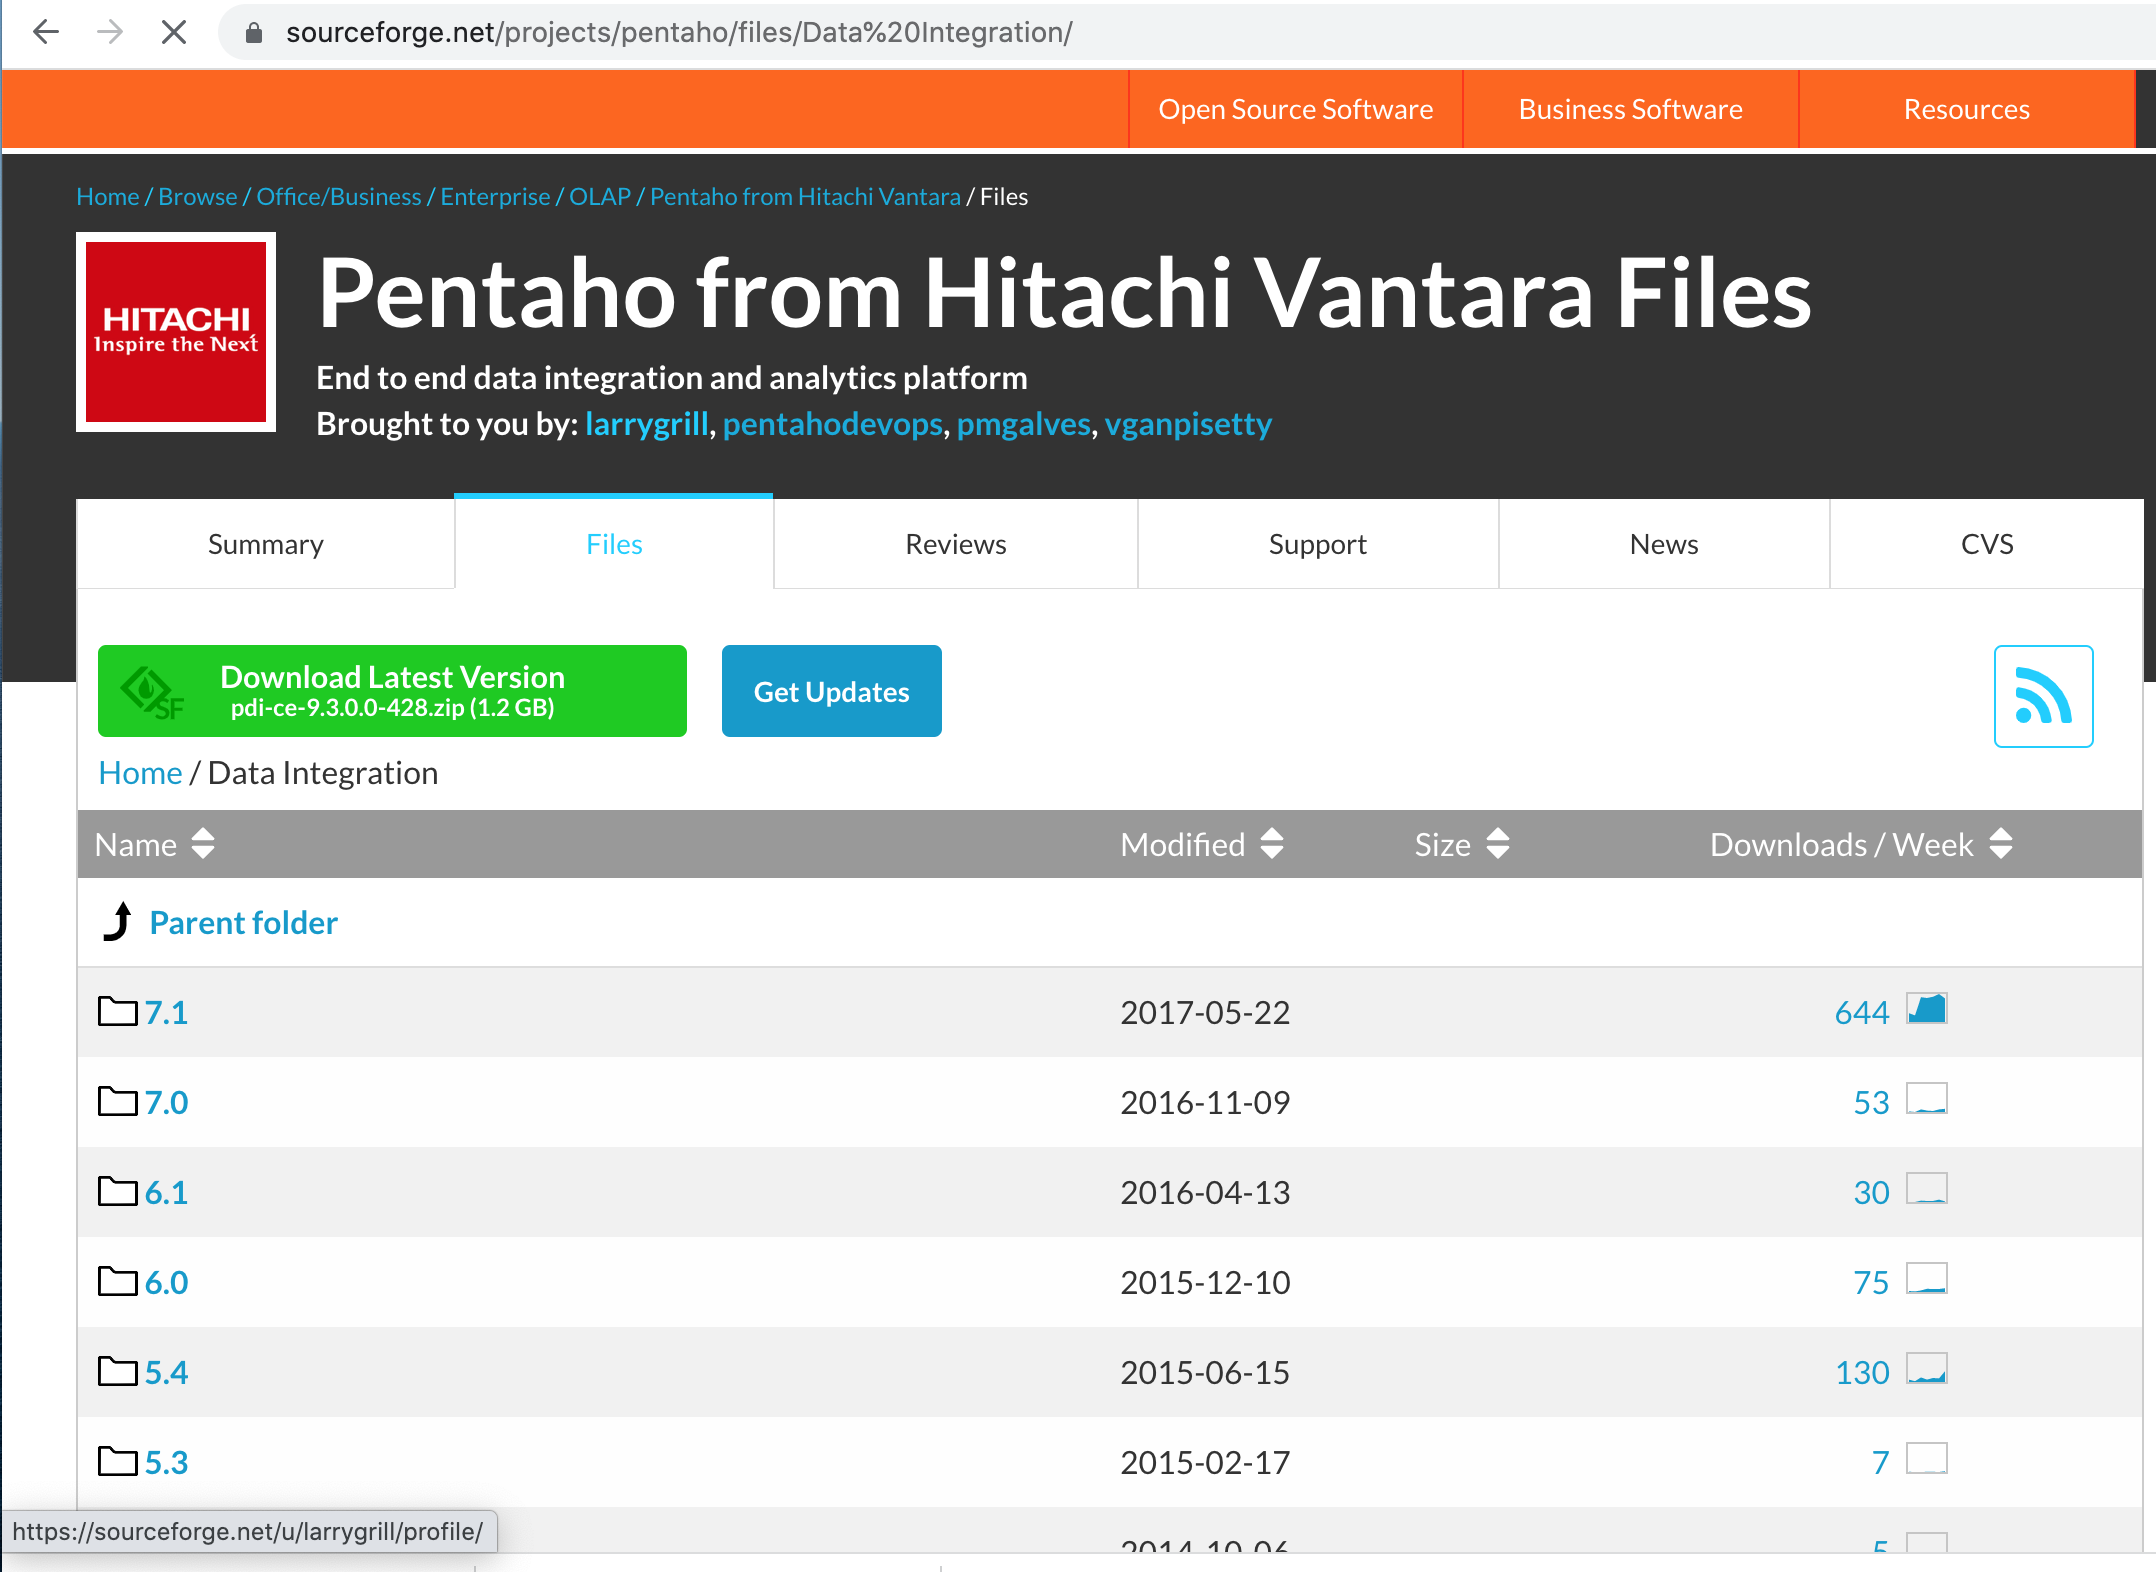 sourceforge.net/projects/pentaho/files/Data%20Integration/
Open Source Software Business Software Resources
Home / Browse / Office/Business / Enterprise / OLAP / Pentaho from Hitachi Vantara / Files
HITACHI
Inspire the Next
Pentaho from Hitachi Vantara Files
End to end data integration and analytics platform
Brought to you by: larrygrill, pentahodevops, pmgalves, vganpisetty
Summary Files Reviews Support News CVS
SF
Download Latest Version
pdi-ce-9.3.0.0-428.zip (1.2 GB)
Get Updates
Home / Data Integration
Name Modified Size Downloads / Week
Parent folder
7.1 2017-05-22 644
7.0 2016-11-09 53
6.1 2016-04-13 30
6.0 2015-12-10 75
5.4 2015-06-15 130
5.3 2015-02-17 7
https://sourceforge.net/u/larrygrill/profile/
2014-10-06 5